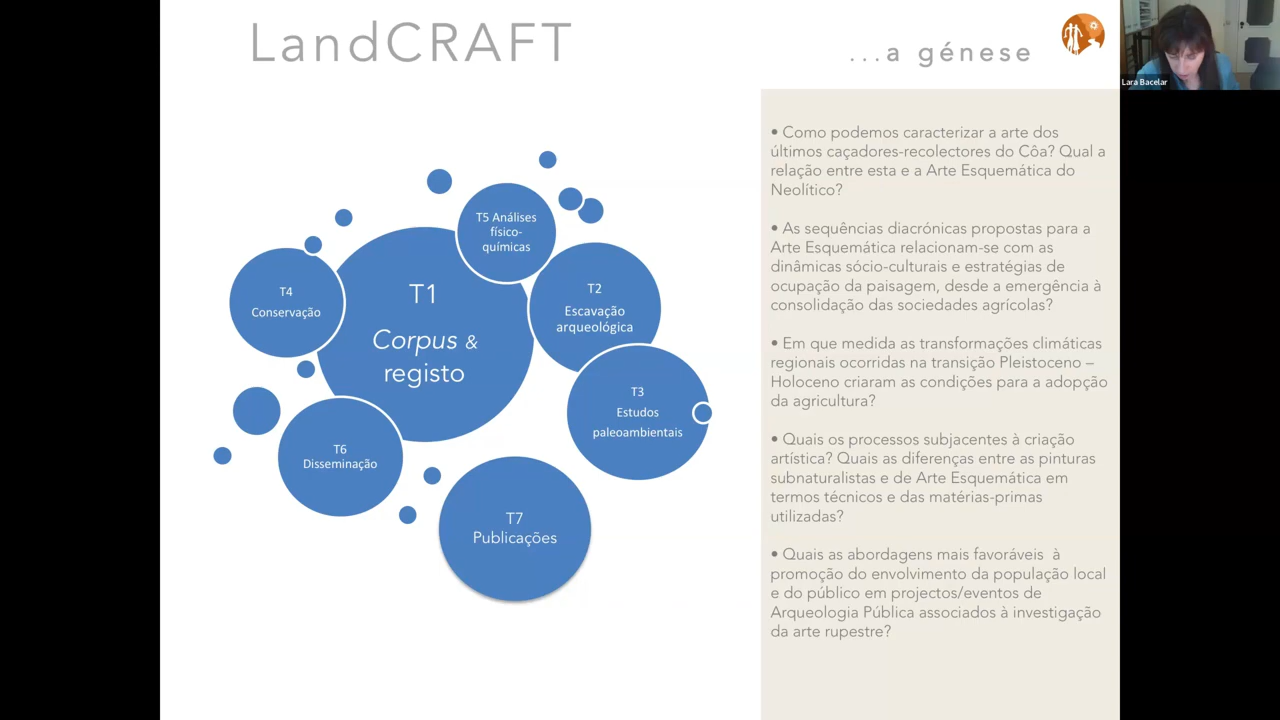 LandCRAFT
...a génese
Lara Bacelar
T5 Análises
físico-
químicas
T4
Conservação
T1
Corpus &
registo
T2
Escavação
arqueológica
T3
Estudos
paleoambientais
T6
Disseminação
T7
Publicações
• Como podemos caracterizar a arte dos
últimos caçadores-recolectores do Côa? Qual a
relação entre esta e a Arte Esquemática do
Neolítico?
• As sequências diacrónicas propostas para a
Arte Esquemática relacionam-se com as
dinâmicas sócio-culturais e estratégias de
ocupação da paisagem, desde a emergência à
consolidação das sociedades agrícolas?
• Em que medida as transformações climáticas
regionais ocorridas na transição Pleistoceno –
Holoceno criaram as condições para a adopção
da agricultura?
• Quais os processos subjacentes à criação
artística? Quais as diferenças entre as pinturas
subnaturalistas e de Arte Esquemática em
termos técnicos e das matérias-primas
utilizadas?
• Quais as abordagens mais favoráveis à
promoção do envolvimento da população local
e do público em projectos/eventos de
Arqueologia Pública associados à investigação
da arte rupestre?